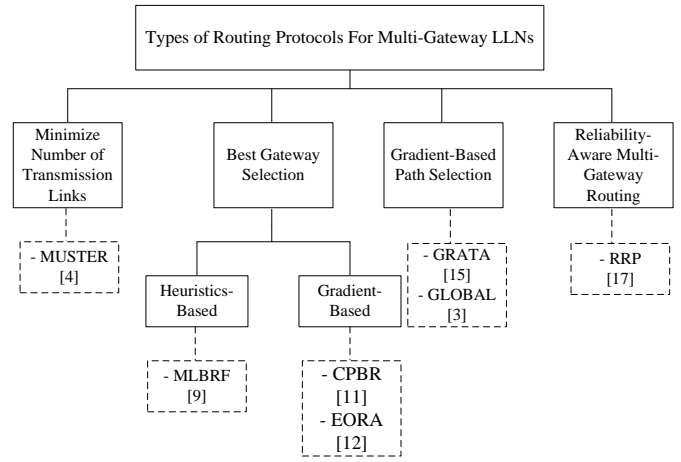 Types of Routing Protocols For Multi-Gateway LLNs
Minimize
Number of
Transmission
Links
Best Gateway
Selection
Gradient-Based
Path Selection
Reliability-
Aware Multi-
Gateway
Routing
- MUSTER
[4]
- GRATA
[15]
- GLOBAL
[3]
- RRP
[17]
Heuristics-
Based
Gradient-
Based
- MLBRF
[9]
- CPBR
[11]
- EORA
[12]